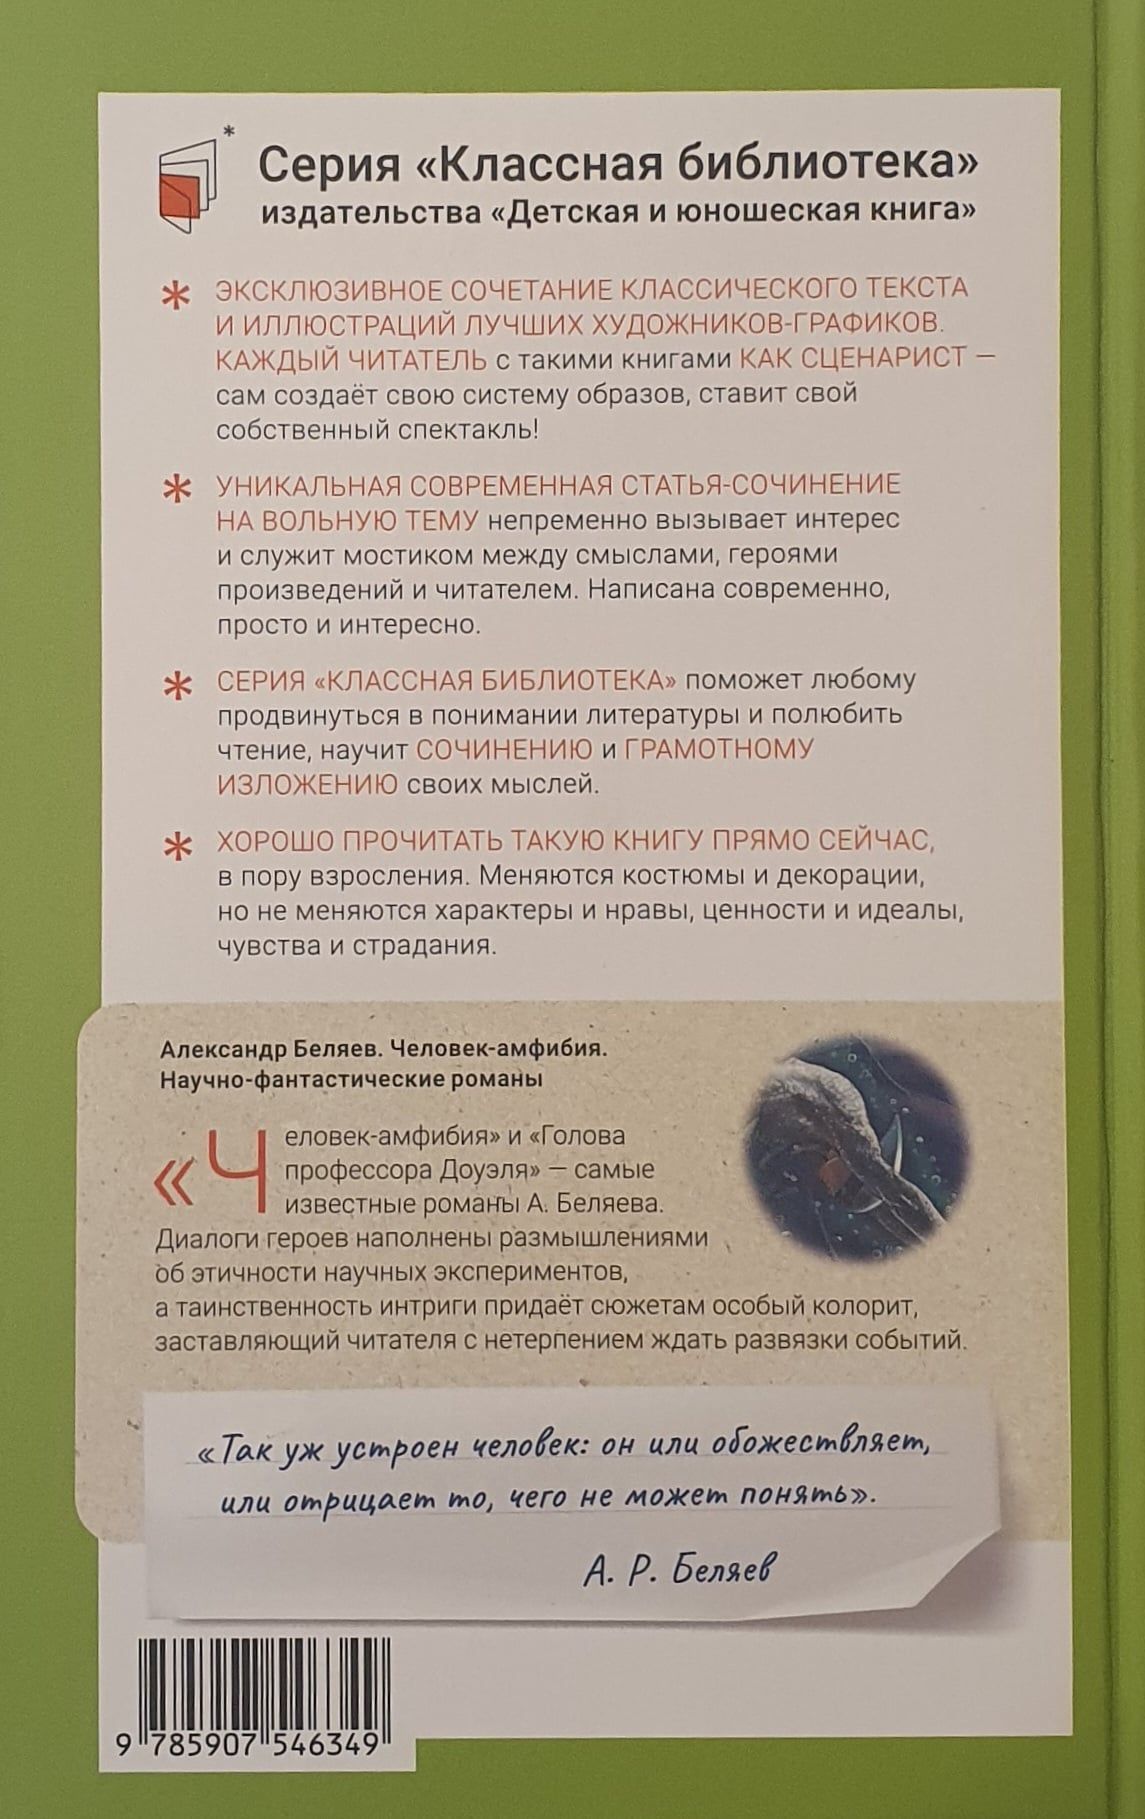 *
Серия «Классная библиотека»
издательства «Детская и юношеская книга»
* ЭКСКЛЮЗИВНОЕ СОЧЕТАНИЕ КЛАССИЧЕСКОГО ТЕКСТА
И ИЛЛЮСТРАЦИЙ ЛУЧШИХ ХУДОЖНИКОВ-ГРАФИКОВ.
КАЖДЫЙ ЧИТАТЕЛЬ с такими книгами КАК СЦЕНАРИСТ —
сам создаёт свою систему образов, ставит свой
собственный спектакль!
* УНИКАЛЬНАЯ СОВРЕМЕННАЯ СТАТЬЯ-СОЧИНЕНИЕ
НА ВОЛЬНУЮ ТЕМУ непременно вызывает интерес
и служит мостиком между смыслами, героями
произведений и читателем. Написана современно,
просто и интересно.
* СЕРИЯ «КЛАССНАЯ БИБЛИОТЕКА» поможет любому
продвинуться в понимании литературы и полюбить
чтение, научит СОЧИНЕНИЮ и ГРАМОТНОМУ
ИЗЛОЖЕНИЮ своих мыслей.
* ХОРОШО ПРОЧИТАТЬ ТАКУЮ КНИГУ ПРЯМО СЕЙЧАС,
в пору взросления. Меняются костюмы и декорации,
но не меняются характеры и нравы, ценности и идеалы,
чувства и страдания.
Александр Беляев. Человек-амфибия.
Научно-фантастические романы
«Человек-амфибия» и «Голова
профессора Доуэля» — самые
известные романы А. Беляева.
Диалоги героев наполнены размышлениями
об этичности научных экспериментов,
а таинственность интриги придаёт сюжетам особый колорит,
заставляющий читателя с нетерпением ждать развязки событий.
«Так уж устроен человек: он или обожествляет,
или отрицает то, чего не может понять».
А. Р. Беляев
9 785907 546349